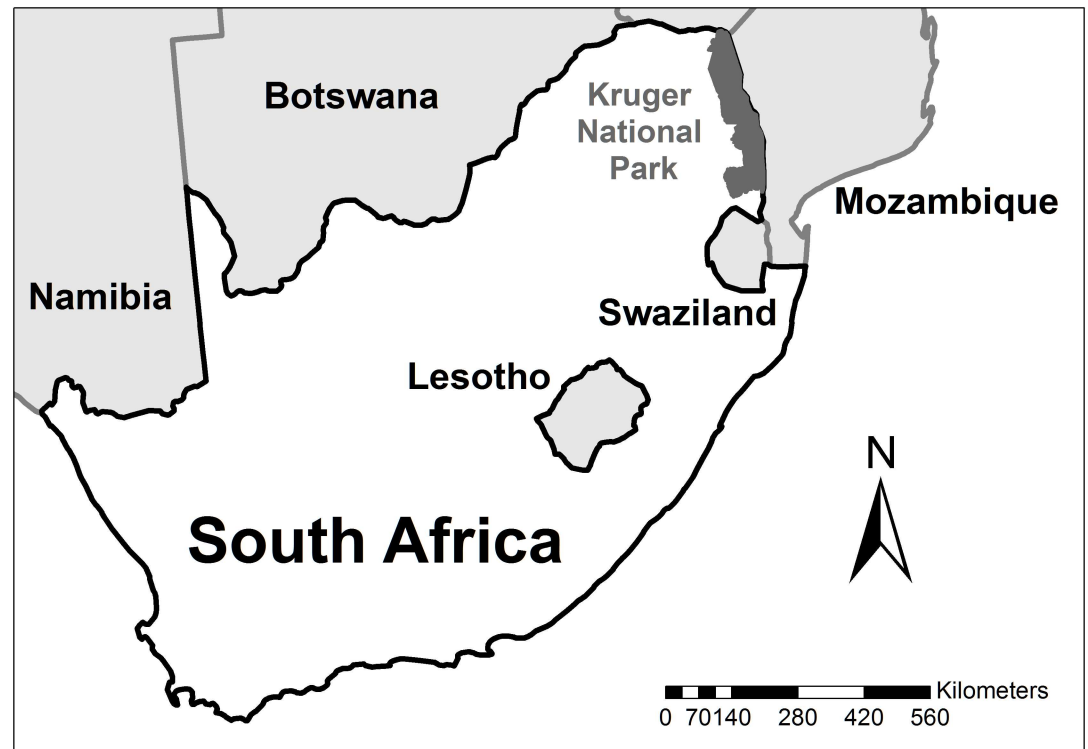 Botswana
Kruger
National
Park
Mozambique
Namibia
Swaziland
Lesotho
N
South Africa
Kilometers
0 70140 280 420 560